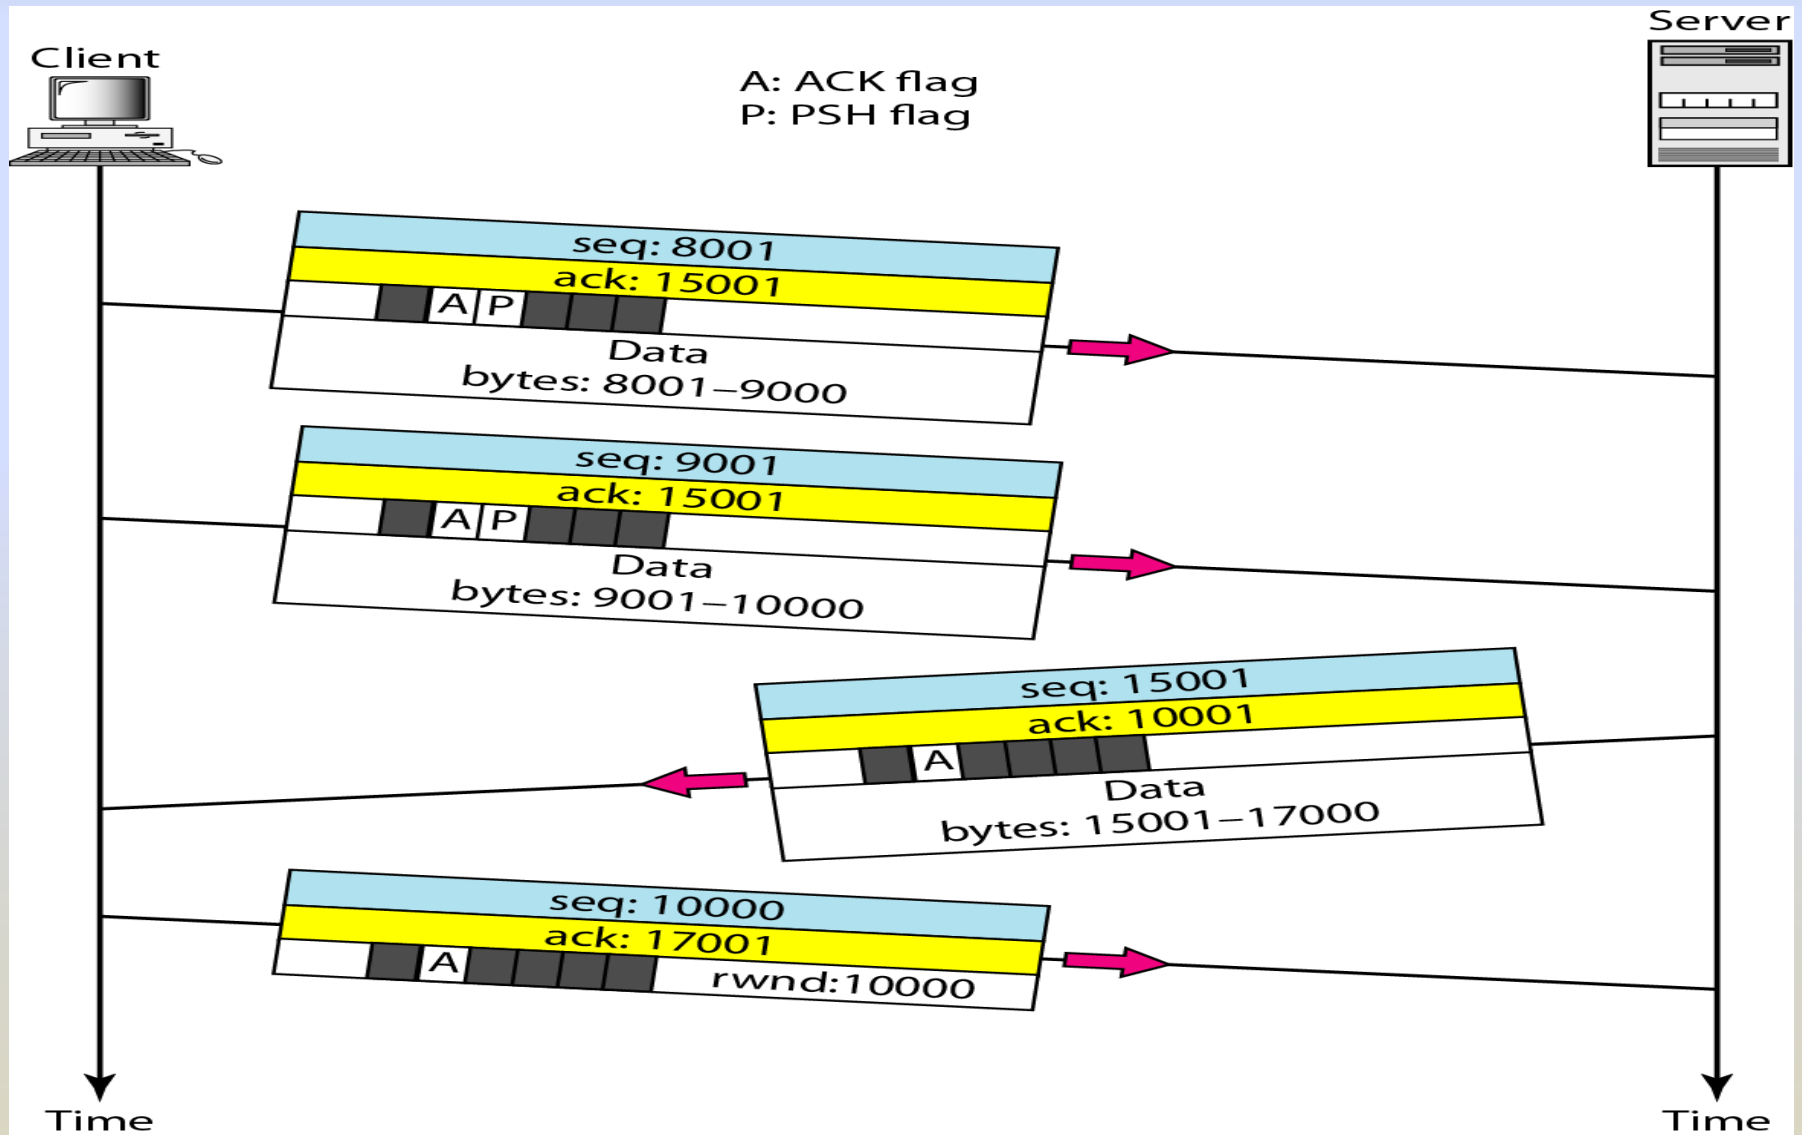 Client
Server
A: ACK flag
P: PSH flag
seq: 8001
ack: 15001
A P
Data
bytes: 8001–9000
seq: 9001
ack: 15001
A P
Data
bytes: 9001–10000
seq: 15001
ack: 10001
A
Data
bytes: 15001–17000
seq: 10000
ack: 17001
A rwnd:10000
Time
Time